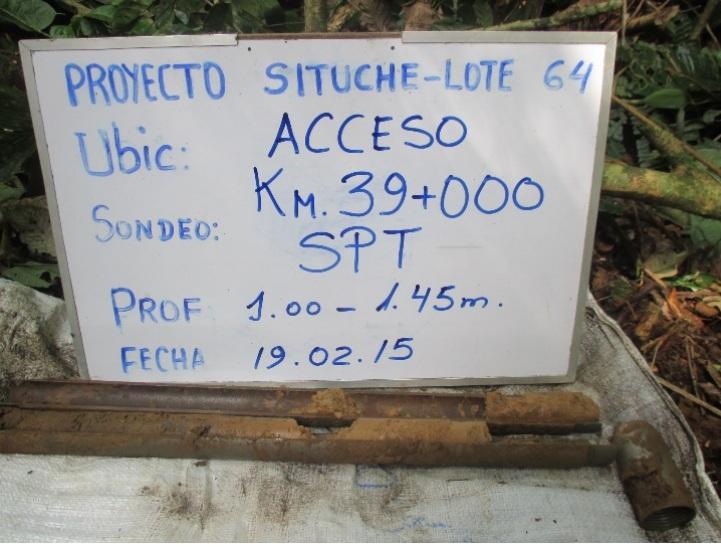 PROYECTO SITUCHE-LOTE 64
Ubic: ACCESO
Km. 39+000
SONDEO: SPT
PROF 1.00 - 1.45m.
FECHA 19.02.15